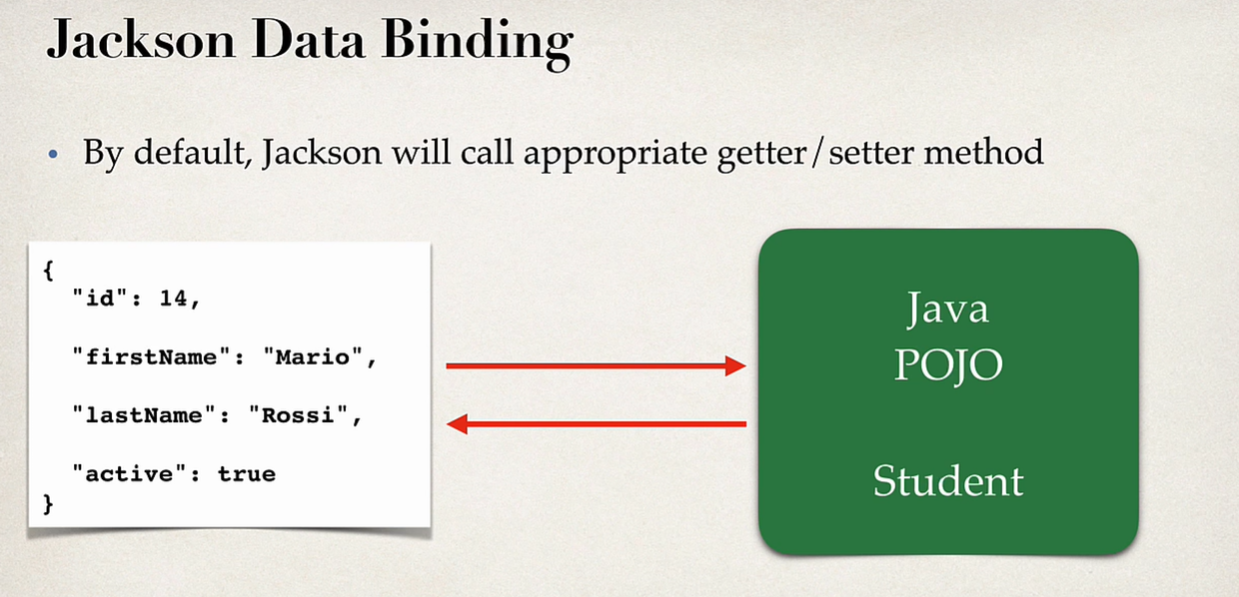 Jackson Data Binding
• By default, Jackson will call appropriate getter/setter method
{
"id": 14,
"firstName": "Mario",
"lastName": "Rossi",
"active": true
}
Java
POJO
Student